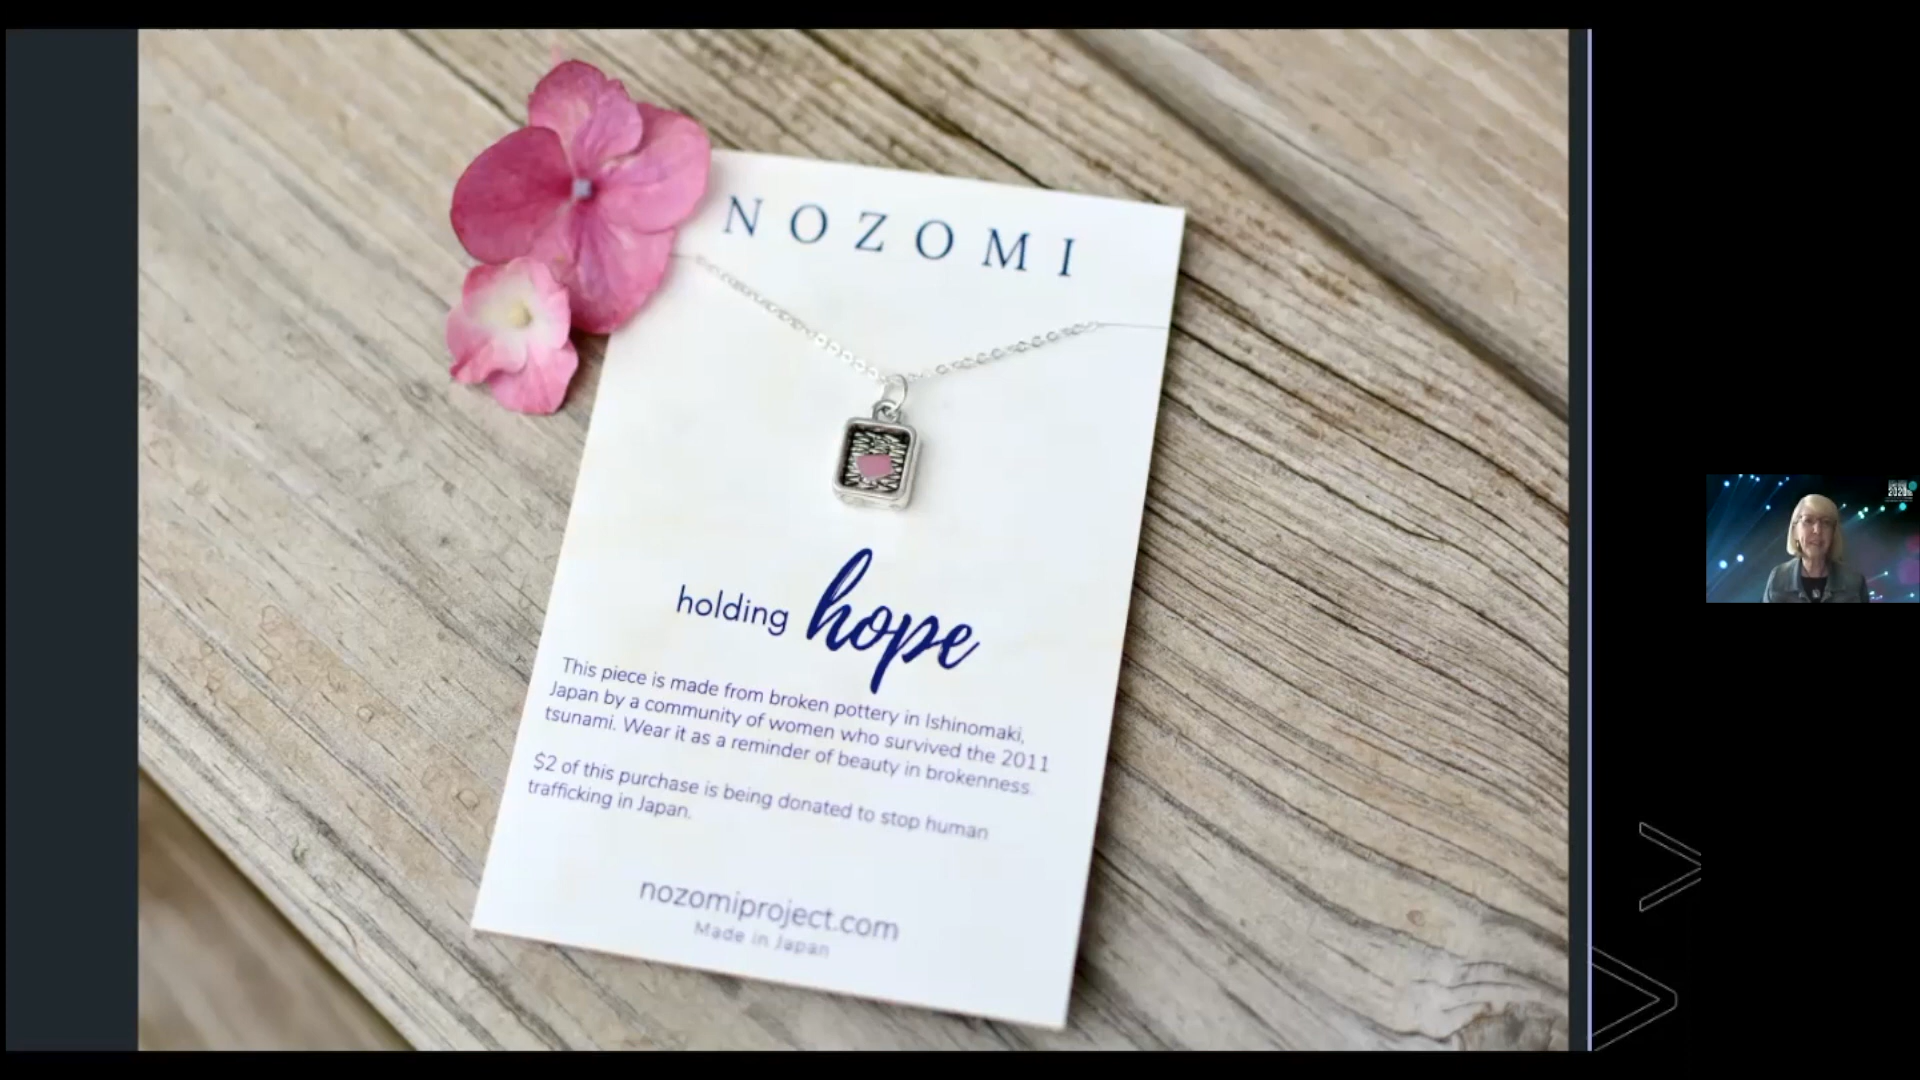 NOZOMI
holding hope
This piece is made from broken pottery in Ishinomaki,
Japan by a community of women who survived the 2011
tsunami. Wear it as a reminder of beauty in brokenness.
$2 of this purchase is being donated to stop human
trafficking in Japan.
nozomiproject.com
Made in Japan
2020